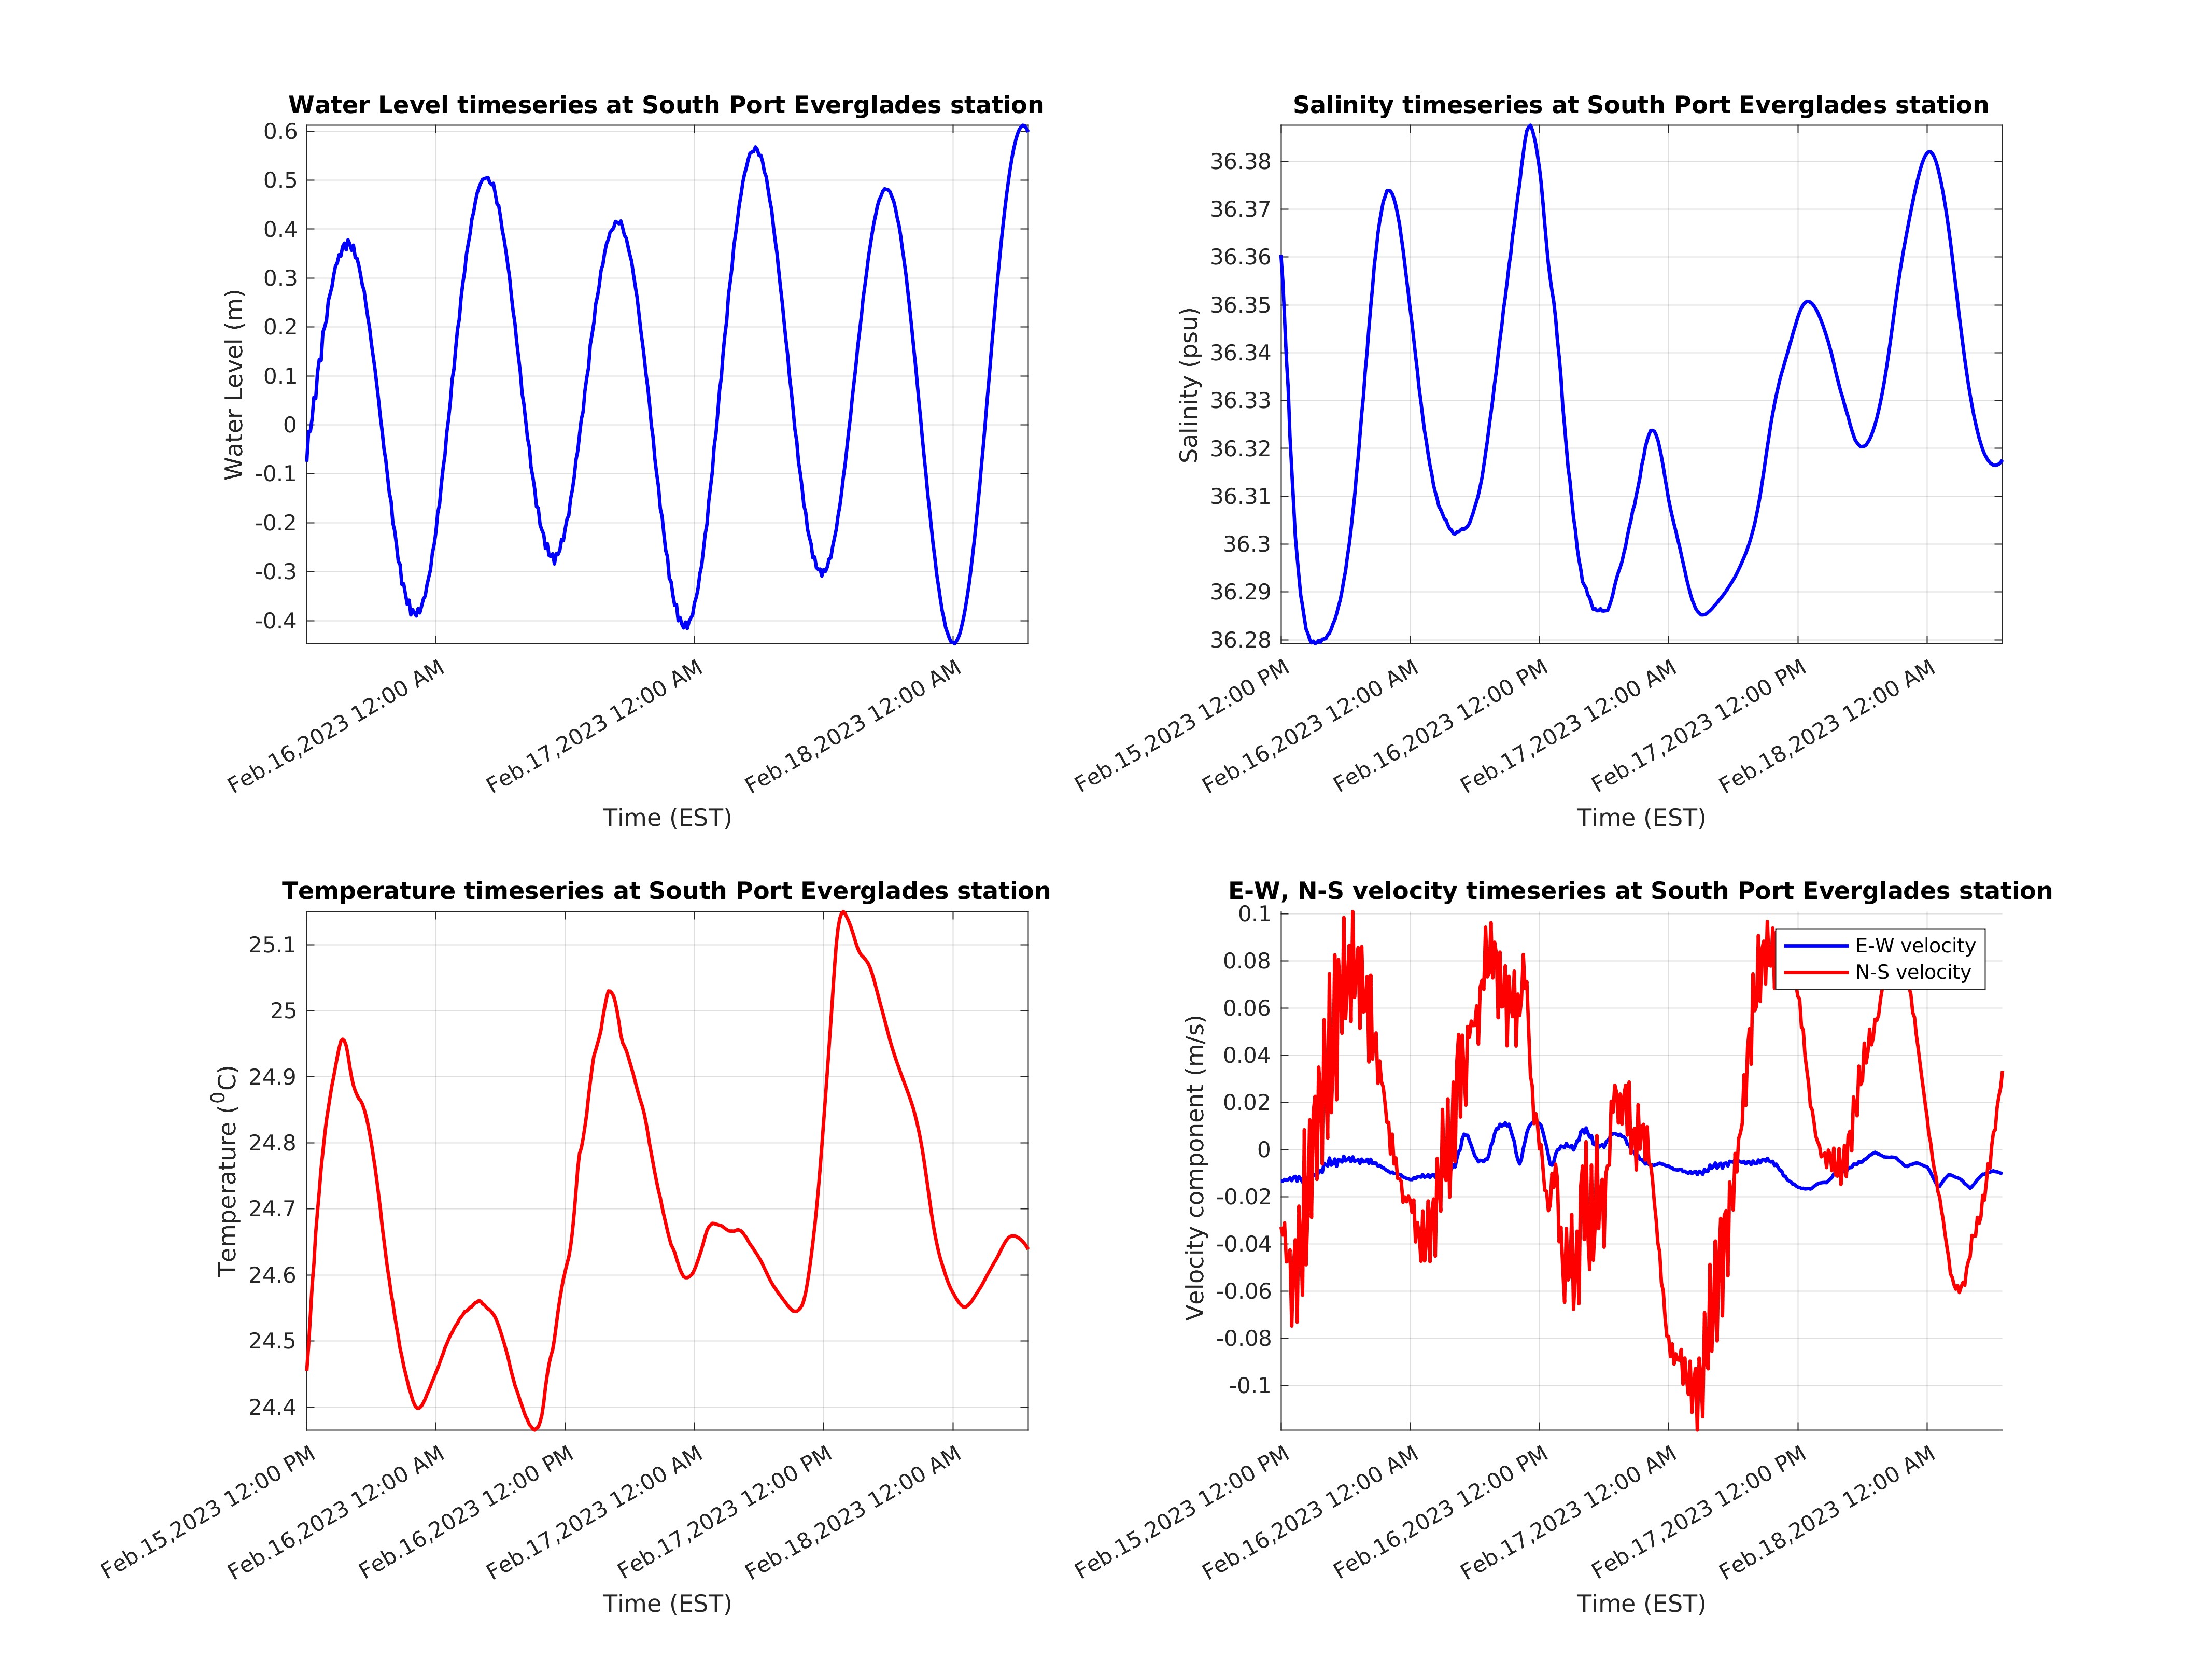 Water Level timeseries at South Port Everglades station
0.6
0.5
0.4
0.3
0.2
0.1
0
-0.1
-0.2
-0.3
-0.4
Water Level (m)
Feb.16,2023 12:00 AM
Feb.17,2023 12:00 AM
Feb.18,2023 12:00 AM
Time (EST)
Salinity timeseries at South Port Everglades station
36.38
36.37
36.36
36.35
36.34
36.33
36.32
36.31
36.3
36.29
36.28
Salinity (psu)
Feb.15,2023 12:00 PM
Feb.16,2023 12:00 AM
Feb.16,2023 12:00 PM
Feb.17,2023 12:00 AM
Feb.17,2023 12:00 PM
Feb.18,2023 12:00 AM
Time (EST)
Temperature timeseries at South Port Everglades station
25.1
25
24.9
24.8
24.7
24.6
24.5
24.4
Temperature (⁰C)
Feb.15,2023 12:00 PM
Feb.16,2023 12:00 AM
Feb.16,2023 12:00 PM
Feb.17,2023 12:00 AM
Feb.17,2023 12:00 PM
Feb.18,2023 12:00 AM
Time (EST)
E-W, N-S velocity timeseries at South Port Everglades station
0.1
0.08
0.06
0.04
0.02
0
-0.02
-0.04
-0.06
-0.08
-0.1
Velocity component (m/s)
E-W velocity
N-S velocity
Feb.15,2023 12:00 PM
Feb.16,2023 12:00 AM
Feb.16,2023 12:00 PM
Feb.17,2023 12:00 AM
Feb.17,2023 12:00 PM
Feb.18,2023 12:00 AM
Time (EST)